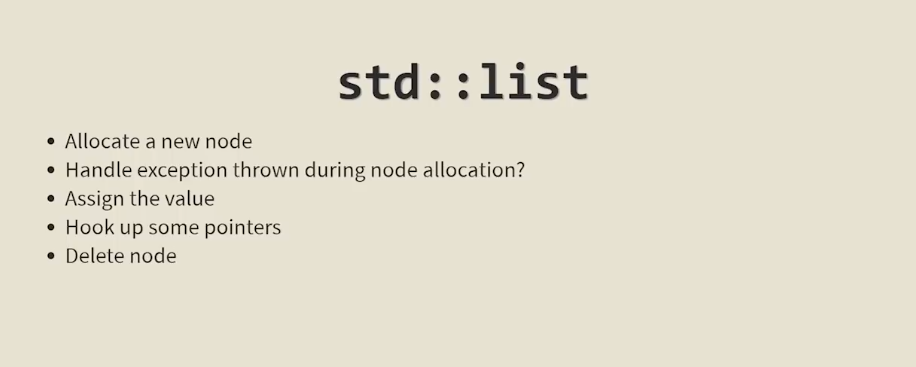 std::list
• Allocate a new node
• Handle exception thrown during node allocation?
• Assign the value
• Hook up some pointers
• Delete node